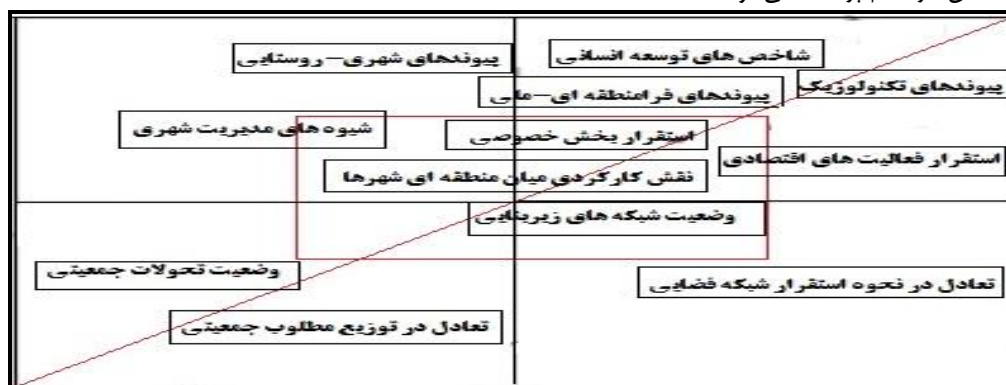 شاخص های توسعه انسانی
پیوندهای شهری-روستایی
پیوندهای تکنولوژیک
پیوندهای فرامنطقه ای-ملی
استقرار بخش خصوصی
شیوه های مدیریت شهری
استقرار فعالیت های اقتصادی
نقش کارکردی میان منطقه ای شهرها
وضعیت شبکه های زیربنایی
وضعیت تحولات جمعیتی
تعادل در نحوه استقرار شبکه فضایی
تعادل در توزیع مطلوب جمعیتی